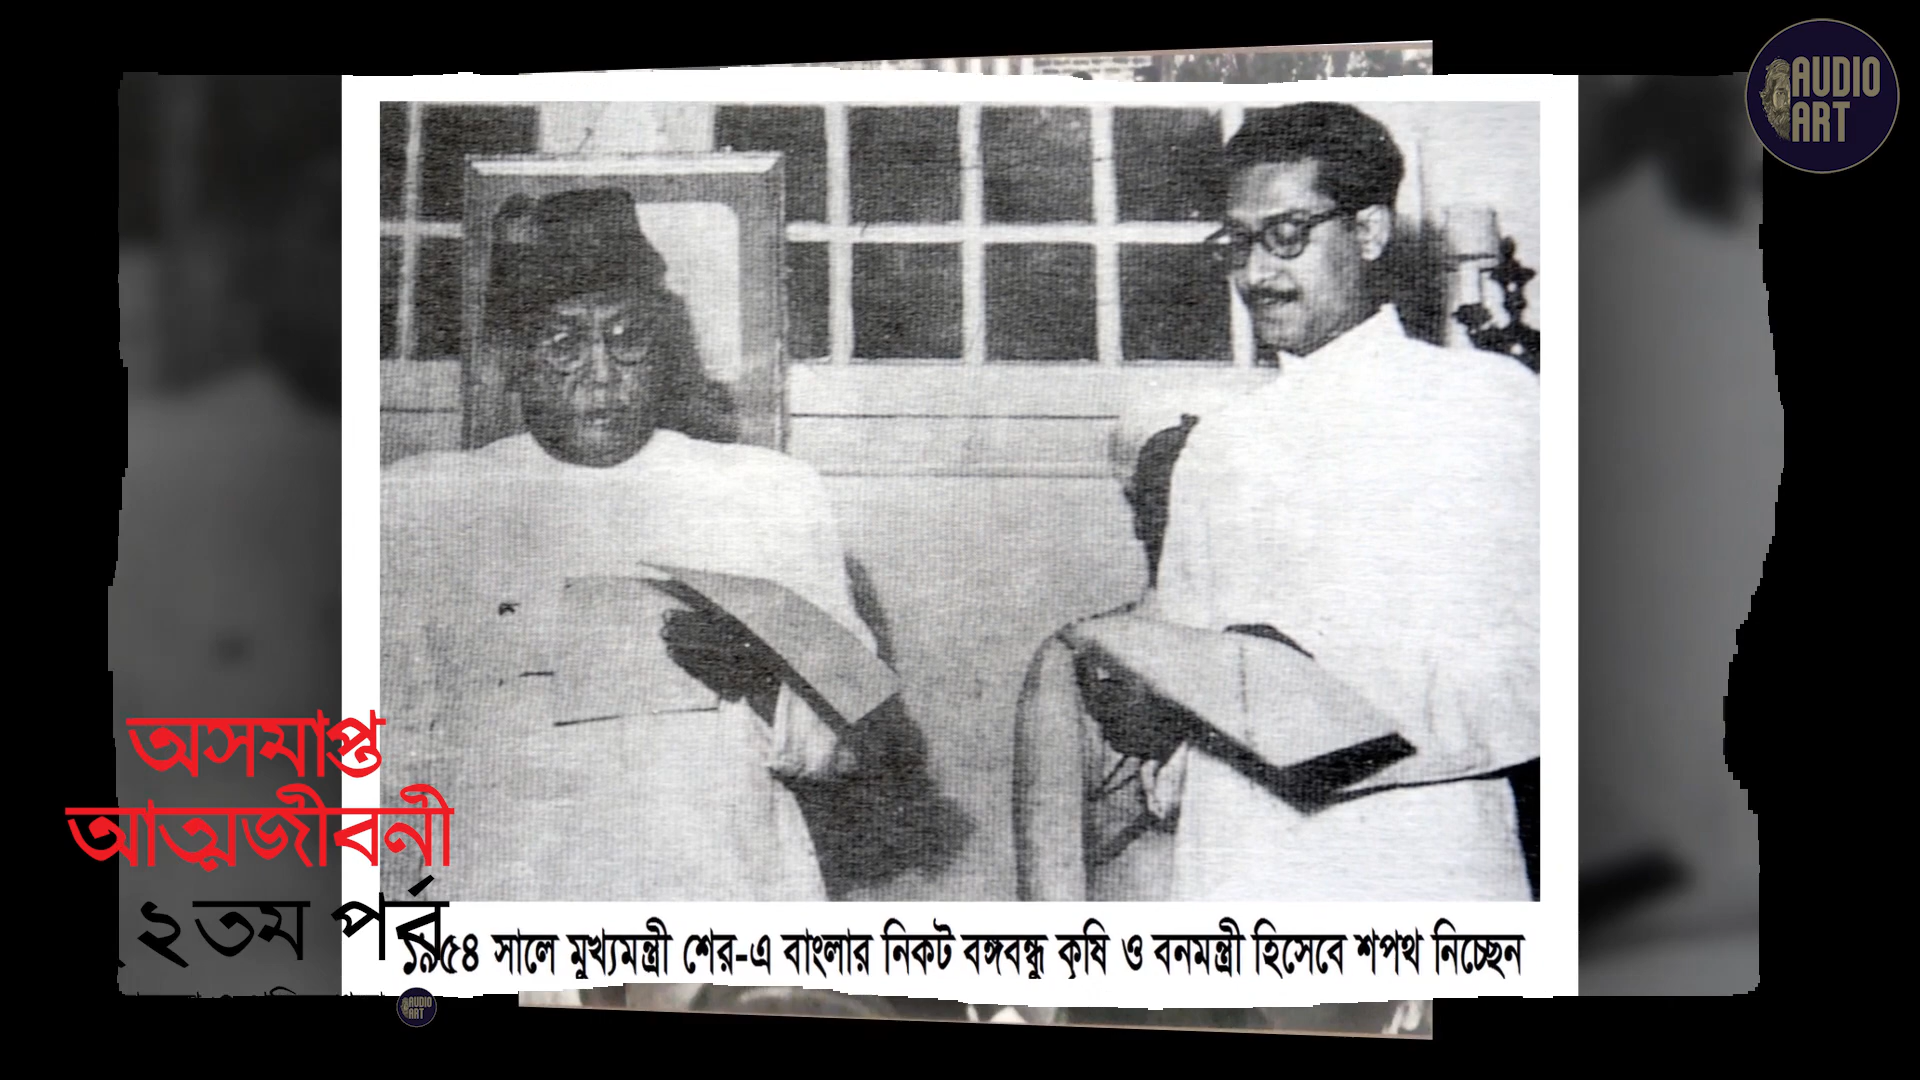 AUDIO
ART
অসমাপ্ত
আত্মজীবনী
২তম পর্ব
১৯৫৪ সালে মুখ্যমন্ত্রী শের-এ বাংলার নিকট বঙ্গবন্ধু কৃষি ও বনমন্ত্রী হিসেবে শপথ নিচ্ছেন
AUDIO
ART